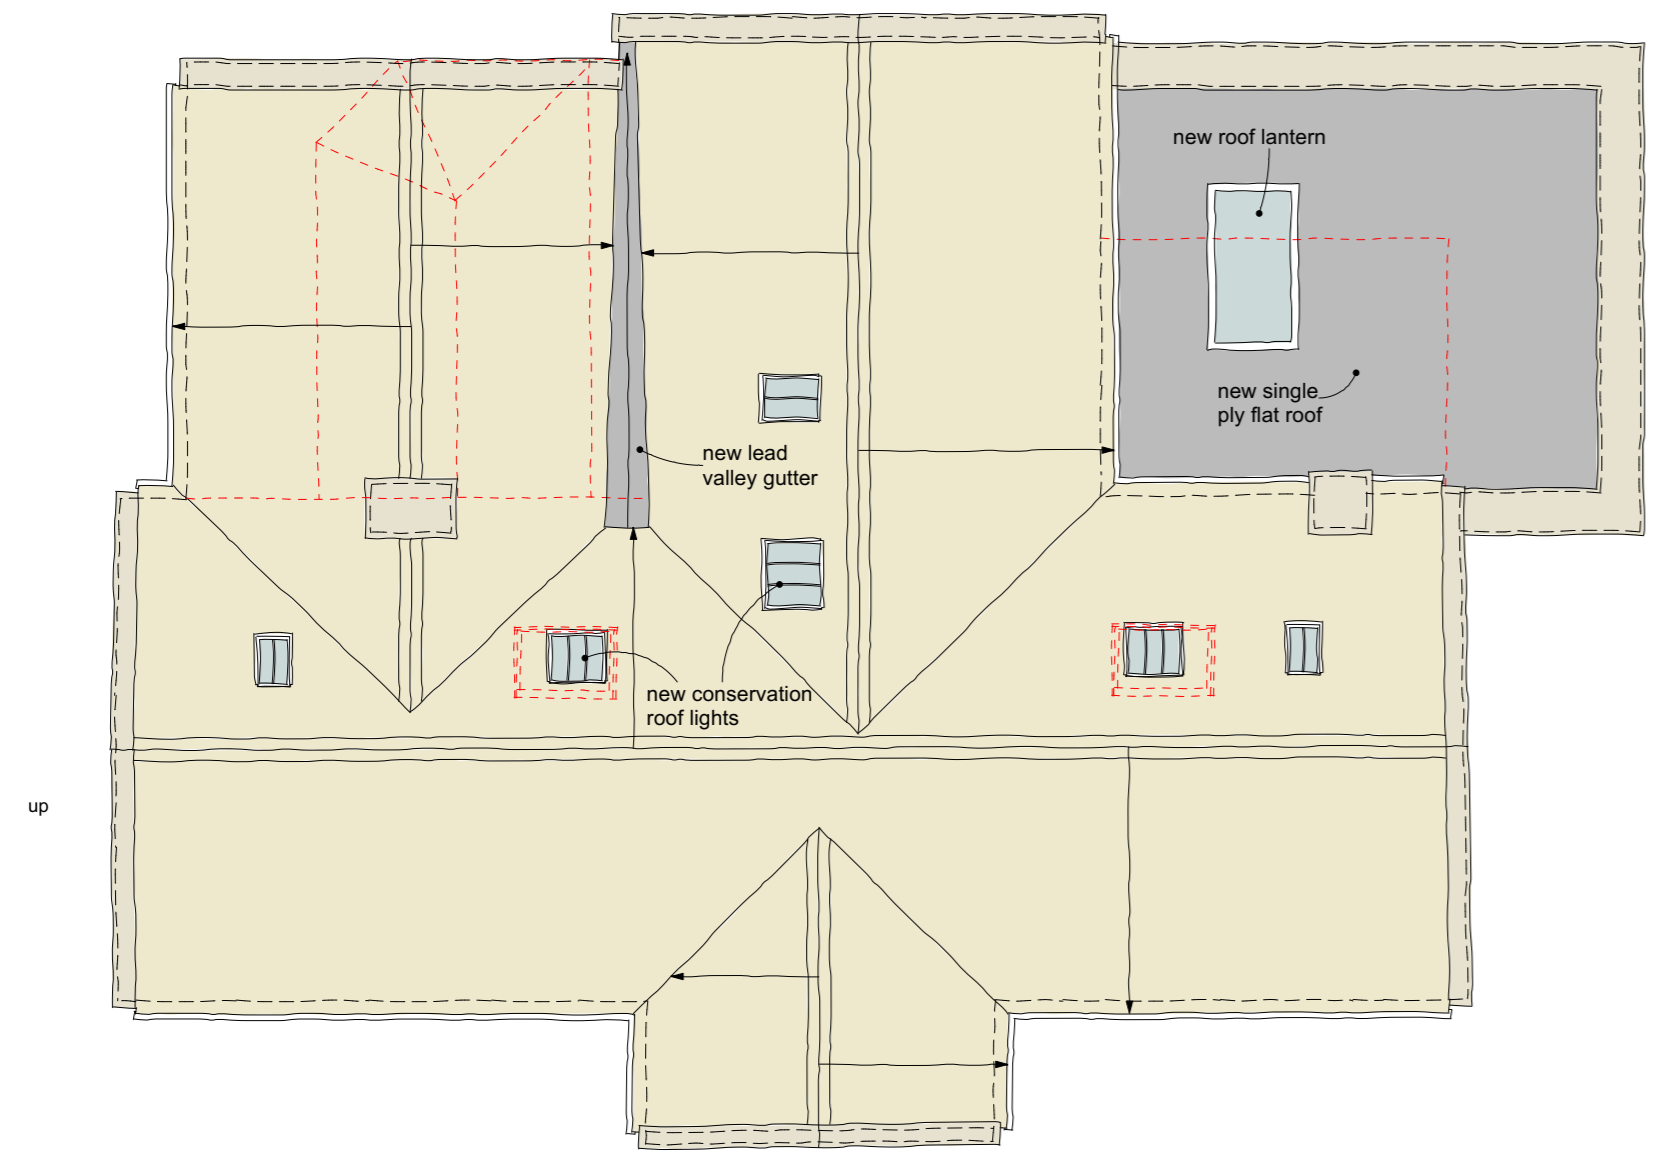 new roof lantern
new single
ply flat roof
new lead
valley gutter
new conservation
roof lights
up